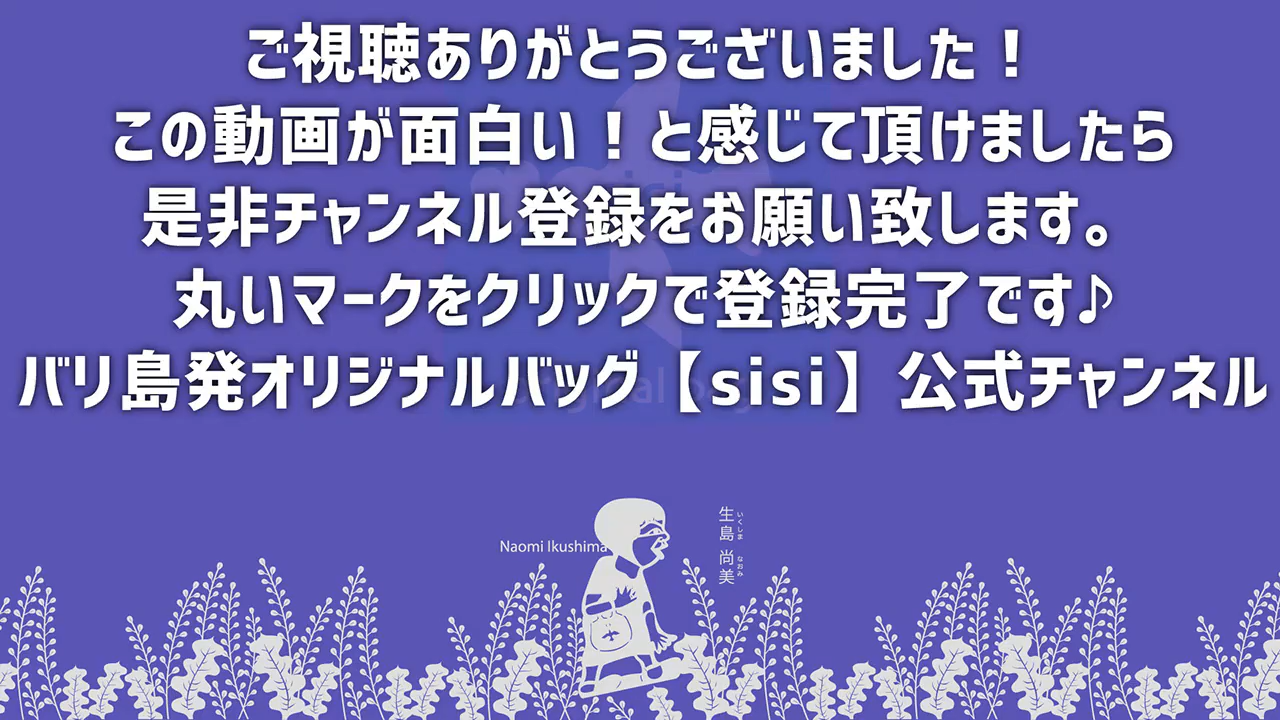 ご視聴ありがとうございました！
この動画が面白い！と感じて頂けましたら
是非チャンネル登録をお願い致します。
丸いマークをクリックで登録完了です♪
バリ島発オリジナルバッグ【sisi】公式チャンネル
Naomi Ikushima
生島 尚美
いくしま なおみ